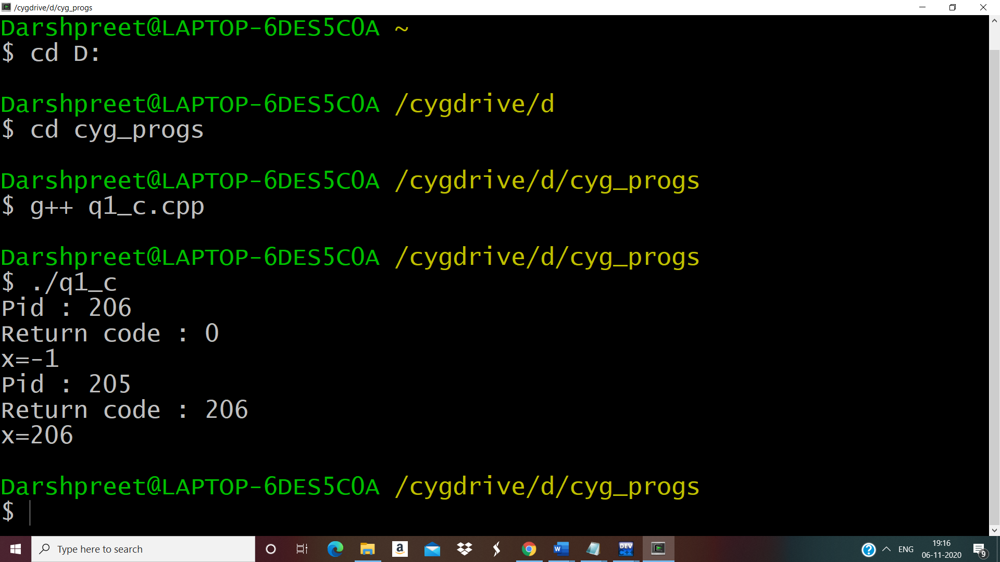 /cygdrive/d/cyg_progs
Darshpreet@LAPTOP-6DES5C0A ~
$ cd D:
Darshpreet@LAPTOP-6DES5C0A /cygdrive/d
$ cd cyg_progs
Darshpreet@LAPTOP-6DES5C0A /cygdrive/d/cyg_progs
$ g++ q1_c.cpp
Darshpreet@LAPTOP-6DES5C0A /cygdrive/d/cyg_progs
$ ./q1_c
Pid : 206
Return code : 0
x=-1
Pid : 205
Return code : 206
x=206
Darshpreet@LAPTOP-6DES5C0A /cygdrive/d/cyg_progs
$
Type here to search
a
W
DEV
C++
?
ENG
19:16
06-11-2020
9